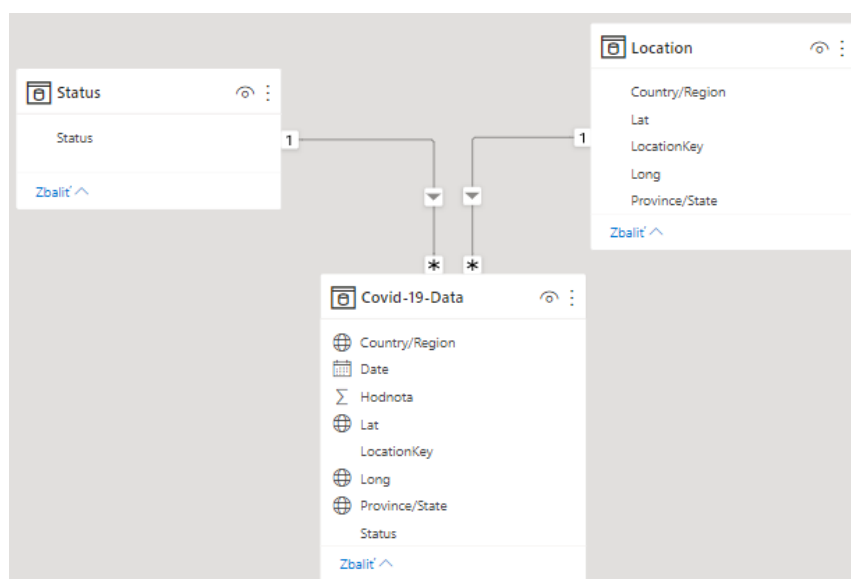 Status
Status
Zbaliť
1
Location
Country/Region
Lat
LocationKey
Long
Province/State
Zbaliť
1
*
*
Covid-19-Data
Country/Region
Date
Hodnota
Lat
LocationKey
Long
Province/State
Status
Zbaliť